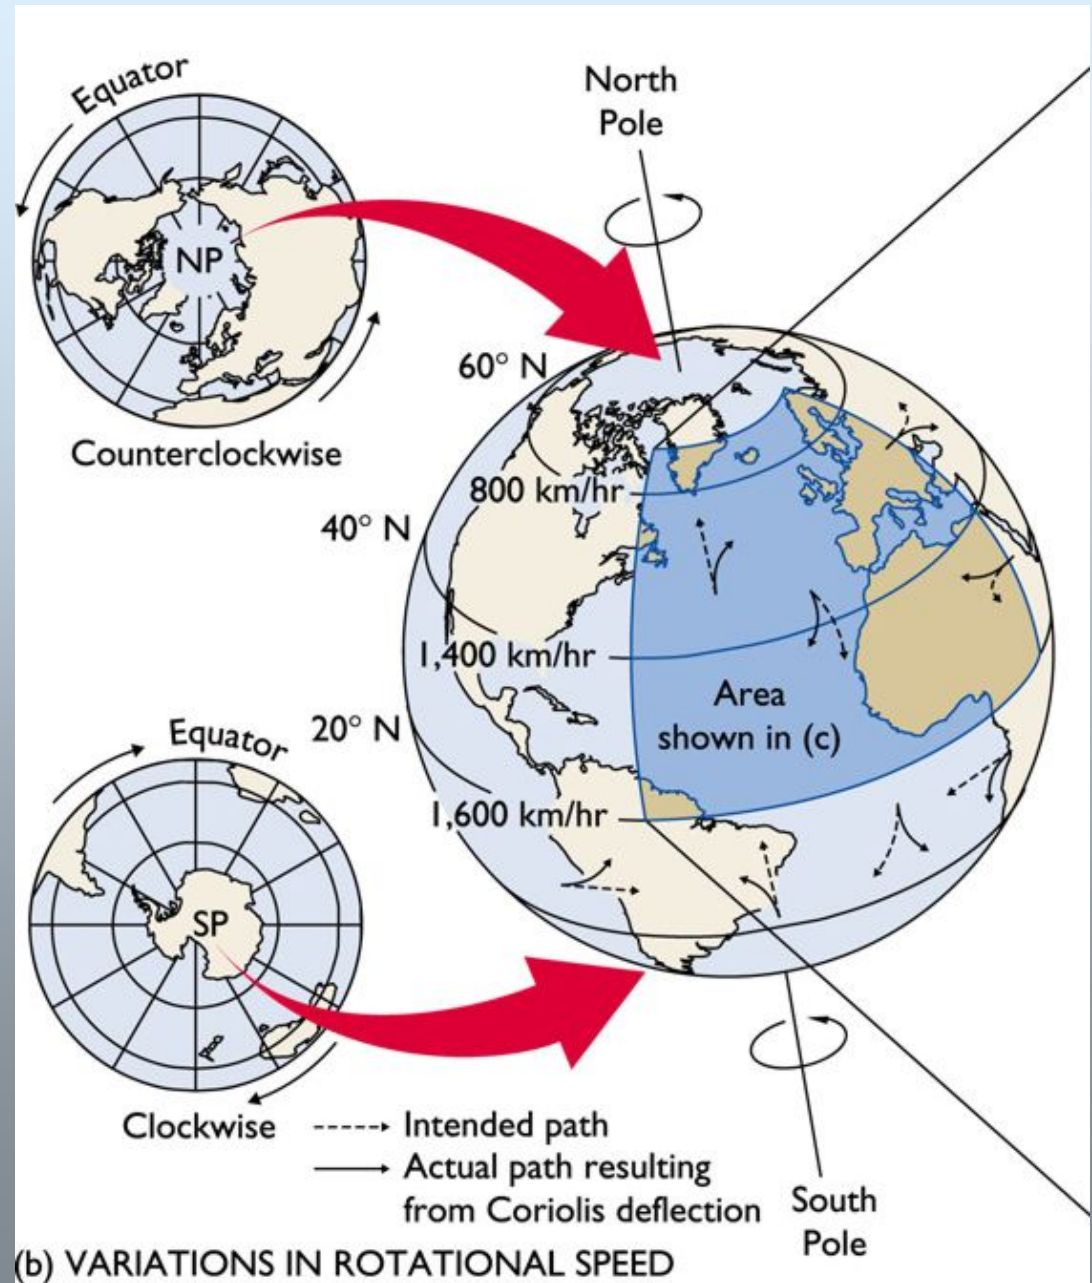 Equator
NP
Counterclockwise
North
Pole
60° N
800 km/hr
40° N
1,400 km/hr
Area
shown in (c)
20° N
1,600 km/hr
Equator
SP
Clockwise
Intended path
Actual path resulting
from Coriolis deflection
South
Pole
(b) VARIATIONS IN ROTATIONAL SPEED